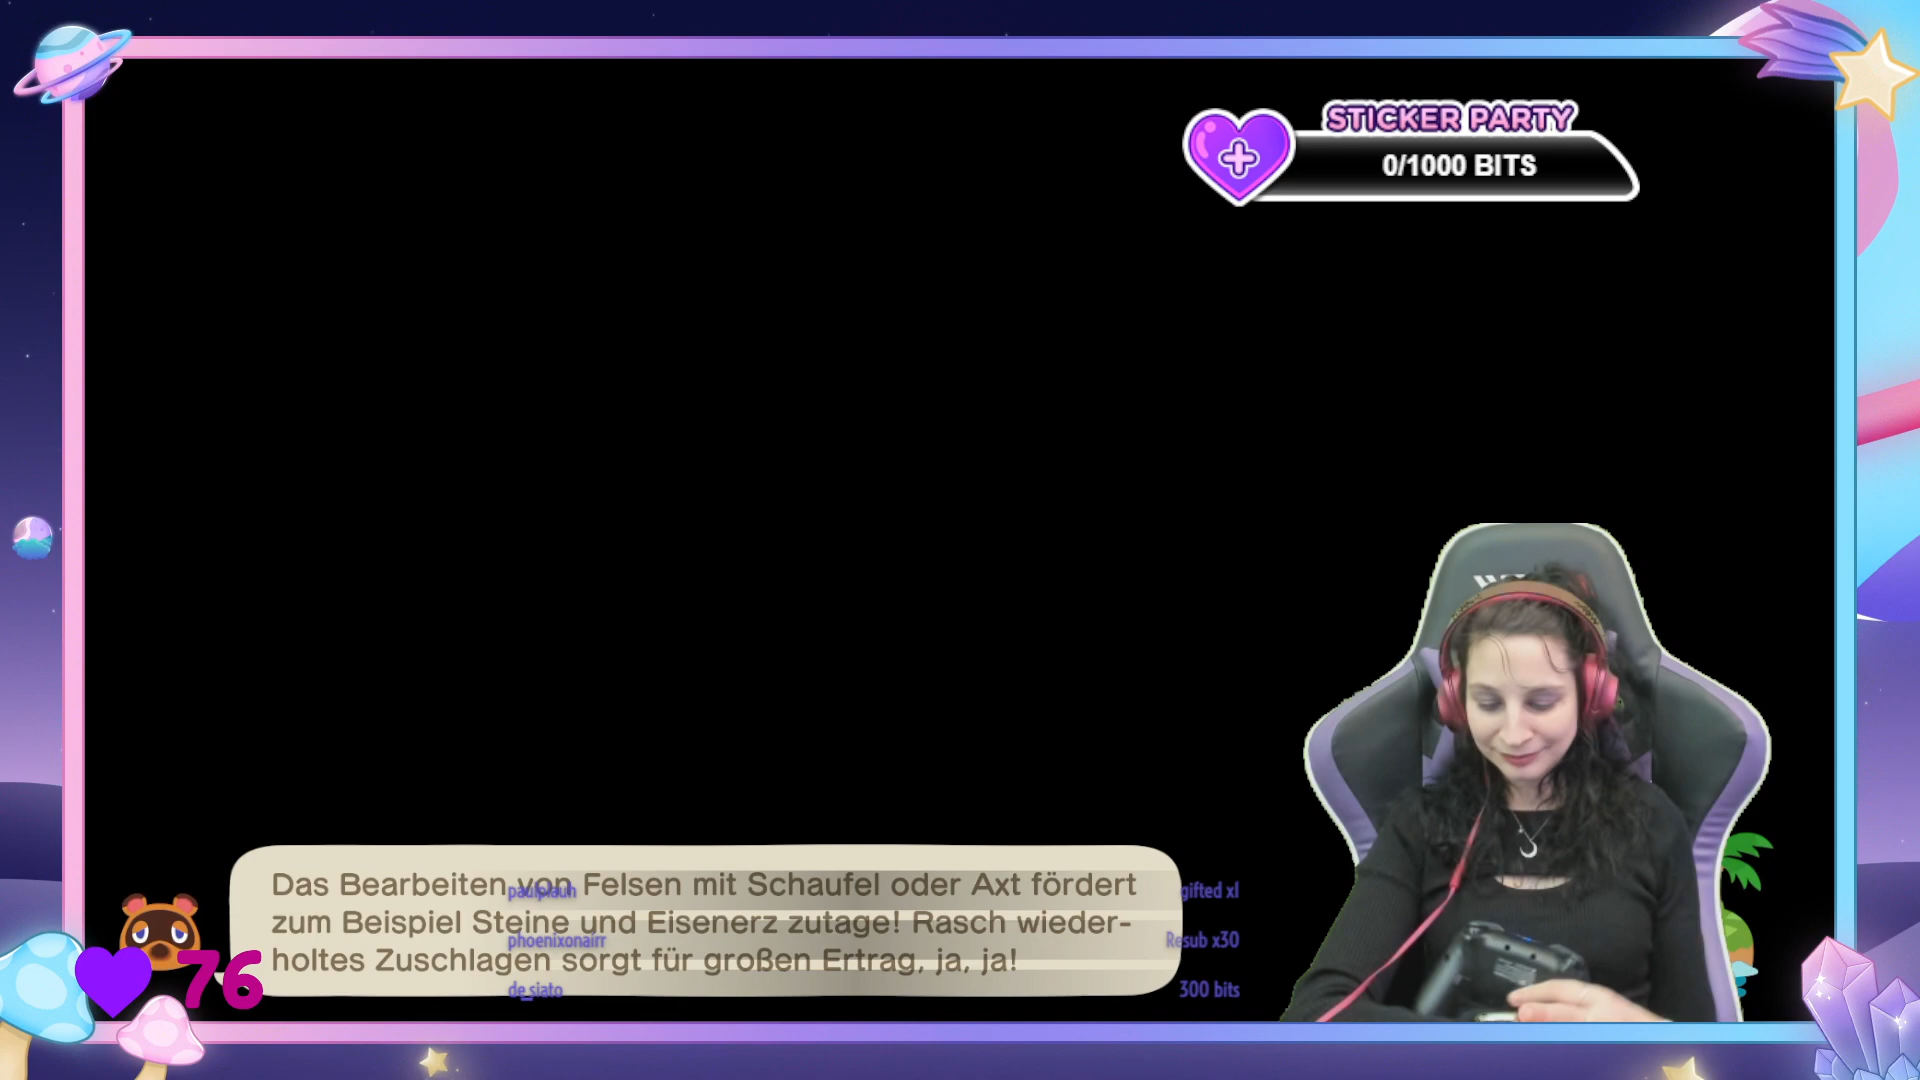 STICKER PARTY
0/1000 BITS
Das Bearbeiten von Felsen mit Schaufel oder Axt fördert
zum Beispiel Steine und Eisenerz zutage! Rasch wieder-
holtes Zuschlagen sorgt für großen Ertrag, ja, ja!
gifted xl
phoenixonairr
Resub x30
de_siato
300 bits
76